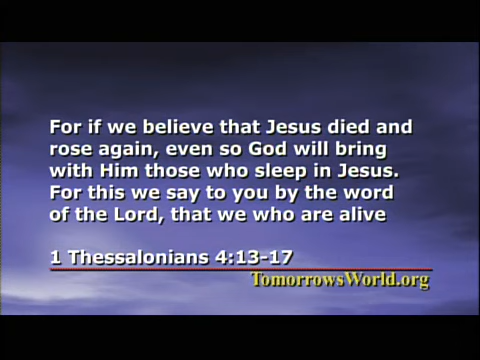 For if we believe that Jesus died and
rose again, even so God will bring
with Him those who sleep in Jesus.
For this we say to you by the word
of the Lord, that we who are alive
1 Thessalonians 4:13-17
TomorrowsWorld.org